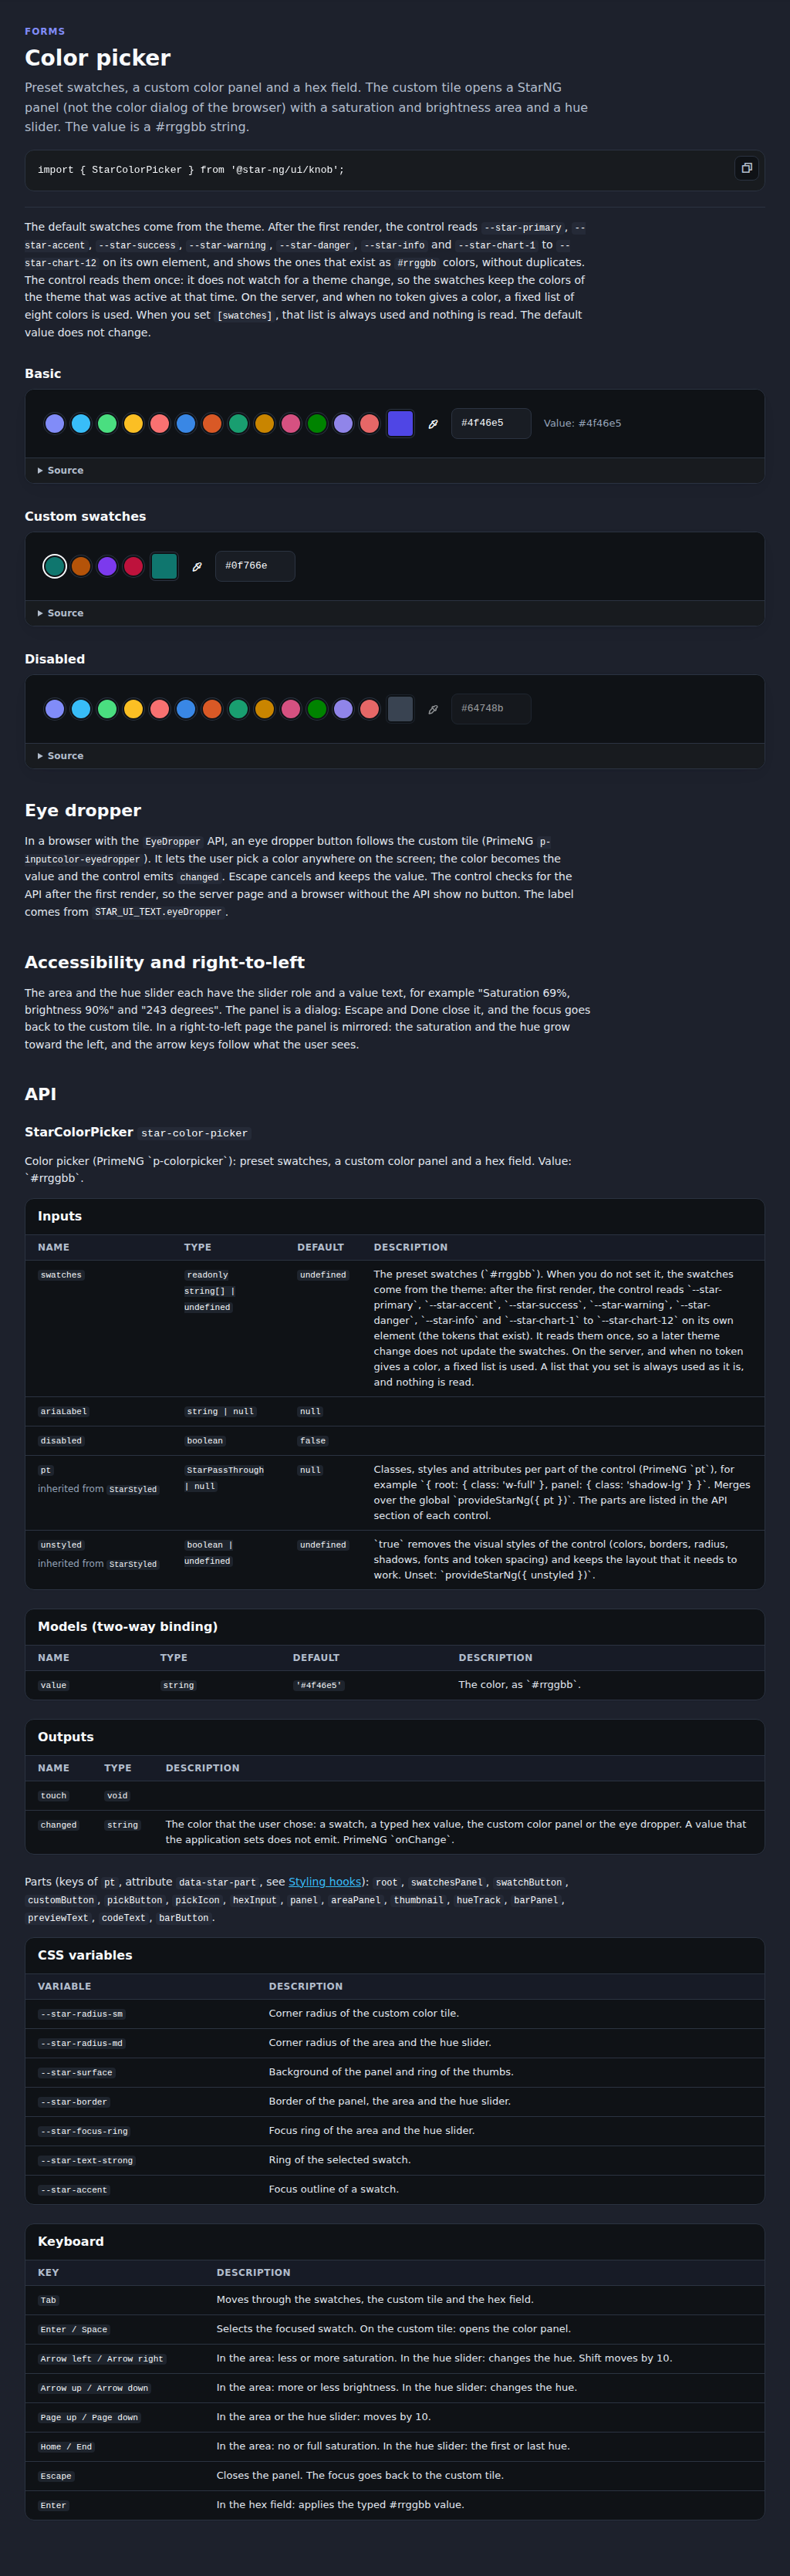 FORMS
Color picker
Preset swatches, a custom color panel and a hex field. The custom tile opens a StarNG
panel (not the color dialog of the browser) with a saturation and brightness area and a hue
slider. The value is a #rrggbb string.
import { StarColorPicker } from '@star-ng/ui/knob';
The default swatches come from the theme. After the first render, the control reads --star-primary, --
star-accent, --star-success, --star-warning, --star-danger, --star-info and --star-chart-1 to --
star-chart-12 on its own element, and shows the ones that exist as #rrggbb colors, without duplicates.
The control reads them once: it does not watch for a theme change, so the swatches keep the colors of
the theme that was active at that time. On the server, and when no token gives a color, a fixed list of
eight colors is used. When you set [swatches], that list is always used and nothing is read. The default
value does not change.
Basic
#4f46e5 Value: #4f46e5
Source
Custom swatches
#0f766e
Source
Disabled
#64748b
Source
Eye dropper
In a browser with the EyeDropper API, an eye dropper button follows the custom tile (PrimeNG p-
inputcolor-eyedropper). It lets the user pick a color anywhere on the screen; the color becomes the
value and the control emits changed. Escape cancels and keeps the value. The control checks for the
API after the first render, so the server page and a browser without the API show no button. The label
comes from STAR_UI_TEXT.eyeDropper.
Accessibility and right-to-left
The area and the hue slider each have the slider role and a value text, for example "Saturation 69%,
brightness 90%" and "243 degrees". The panel is a dialog: Escape and Done close it, and the focus goes
back to the custom tile. In a right-to-left page the panel is mirrored: the saturation and the hue grow
toward the left, and the arrow keys follow what the user sees.
API
StarColorPicker star-color-picker
Color picker (PrimeNG `p-colorpicker`): preset swatches, a custom color panel and a hex field. Value:
`#rrggbb`.
Inputs
NAME TYPE DEFAULT DESCRIPTION
swatches readonly string[] | undefined undefined The preset swatches (`#rrggbb`). When you do not set it, the swatches
come from the theme: after the first render, the control reads `--star-
primary`, `--star-accent`, `--star-success`, `--star-warning`, `--star-
danger`, `--star-info` and `--star-chart-1` to `--star-chart-12` on its own
element (the tokens that exist). It reads them once, so a later theme
change does not update the swatches. On the server, and when no token
gives a color, a fixed list is used. A list that you set is always used as it is,
and nothing is read.
ariaLabel string | null null
disabled boolean false
pt StarPassThrough null Classes, styles and attributes per part of the control (PrimeNG `pt`), for
inherited from StarStyled | null example `{ root: { class: 'w-full' }, panel: { class: 'shadow-lg' } }`. Merges
over the global `provideStarNg({ pt })`. The parts are listed in the API
section of each control.
unstyled boolean | undefined `true` removes the visual styles of the control (colors, borders, radius,
inherited from StarStyled undefined shadows, fonts and token spacing) and keeps the layout that it needs to
work. Unset: `provideStarNg({ unstyled })`.
Models (two-way binding)
NAME TYPE DEFAULT DESCRIPTION
value string '#4f46e5' The color, as `#rrggbb`.
Outputs
NAME TYPE DESCRIPTION
touch void
changed string The color that the user chose: a swatch, a typed hex value, the custom color panel or the eye dropper. A value that
the application sets does not emit. PrimeNG `onChange`.
Parts (keys of pt, attribute data-star-part, see Styling hooks): root, swatchesPanel, swatchButton,
customButton, pickButton, pickIcon, hexInput, panel, areaPanel, thumbnail, hueTrack, barPanel,
previewText, codeText, barButton.
CSS variables
VARIABLE DESCRIPTION
--star-radius-sm Corner radius of the custom color tile.
--star-radius-md Corner radius of the area and the hue slider.
--star-surface Background of the panel and ring of the thumbs.
--star-border Border of the panel, the area and the hue slider.
--star-focus-ring Focus ring of the area and the hue slider.
--star-text-strong Ring of the selected swatch.
--star-accent Focus outline of a swatch.
Keyboard
KEY DESCRIPTION
Tab Moves through the swatches, the custom tile and the hex field.
Enter / Space Selects the focused swatch. On the custom tile: opens the color panel.
Arrow left / Arrow right In the area: less or more saturation. In the hue slider: changes the hue. Shift moves by 10.
Arrow up / Arrow down In the area: more or less brightness. In the hue slider: changes the hue.
Page up / Page down In the area or the hue slider: moves by 10.
Home / End In the area: no or full saturation. In the hue slider: the first or last hue.
Escape Closes the panel. The focus goes back to the custom tile.
Enter In the hex field: applies the typed #rrggbb value.